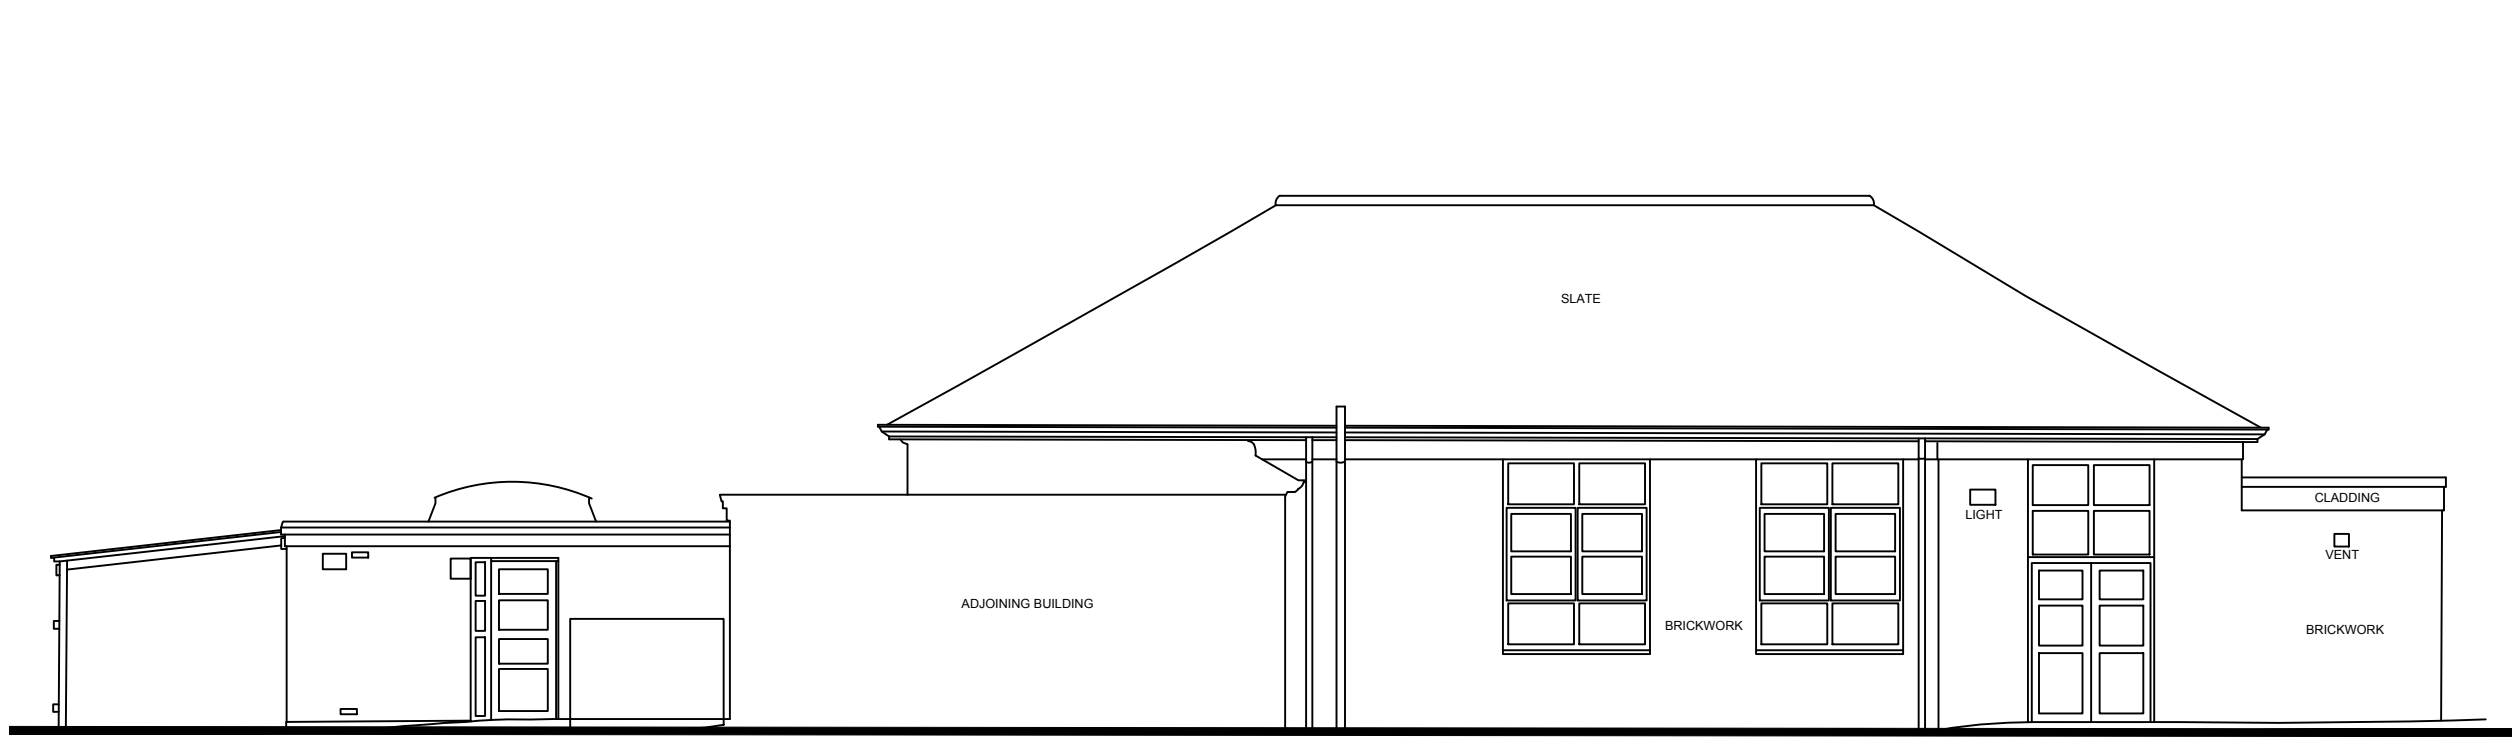 SLATE
CLADDING
LIGHT
VENT
ADJOINING BUILDING
BRICKWORK
BRICKWORK